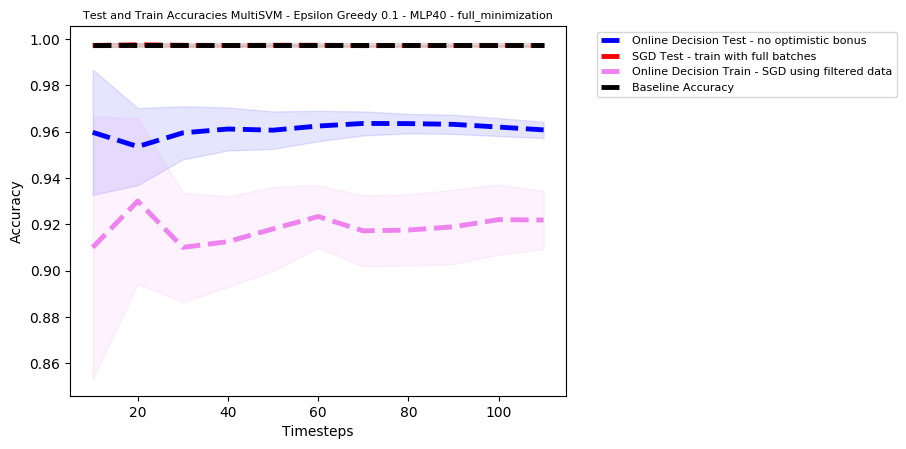 Test and Train Accuracies MultiSVM - Epsilon Greedy 0.1 - MLP40 - full_minimization
1.00
0.98
0.96
0.94
0.92
0.90
0.88
0.86
Accuracy
20
40
60
80
100
Timesteps
Online Decision Test - no optimistic bonus
SGD Test - train with full batches
Online Decision Train - SGD using filtered data
Baseline Accuracy